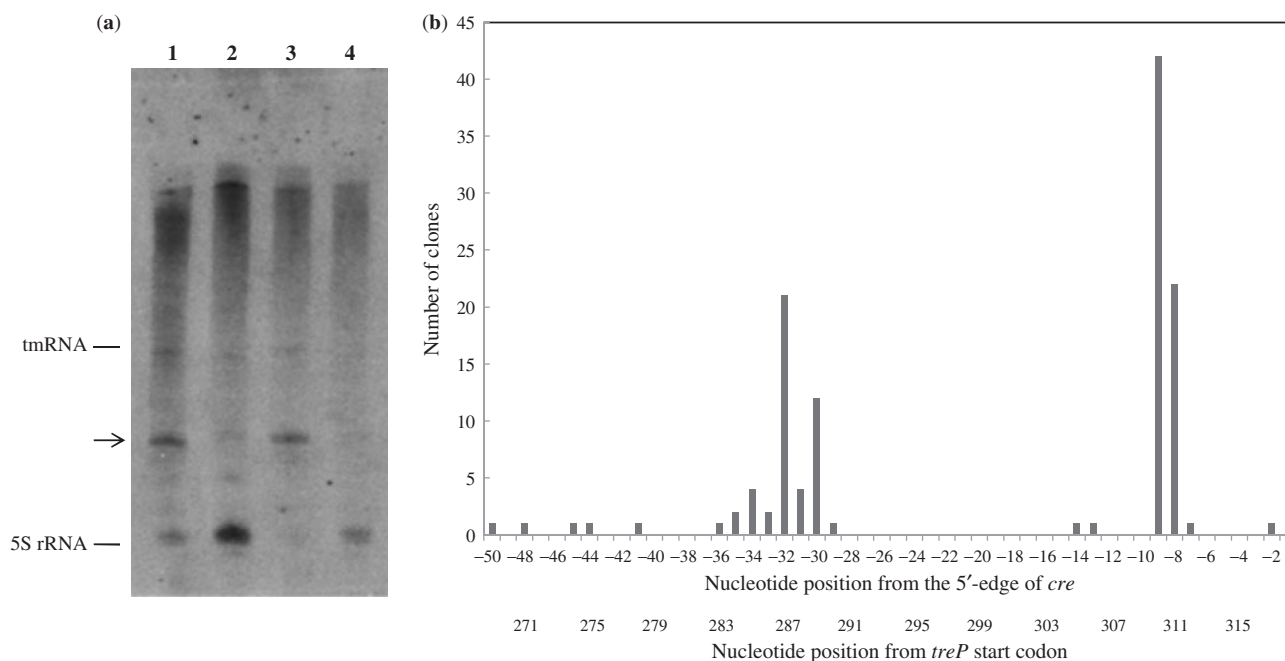 (a)
1 2 3 4
tmRNA
5S rRNA
(b)
45
40
35
30
25
20
15
10
5
0
Number of clones
−50 −48 −46 −44 −42 −40 −38 −36 −34 −32 −30 −28 −26 −24 −22 −20 −18 −16 −14 −12 −10 −8 −6 −4 −2
Nucleotide position from the 5′-edge of cre
271 275 279 283 287 291 295 299 303 307 311 315
Nucleotide position from treP start codon